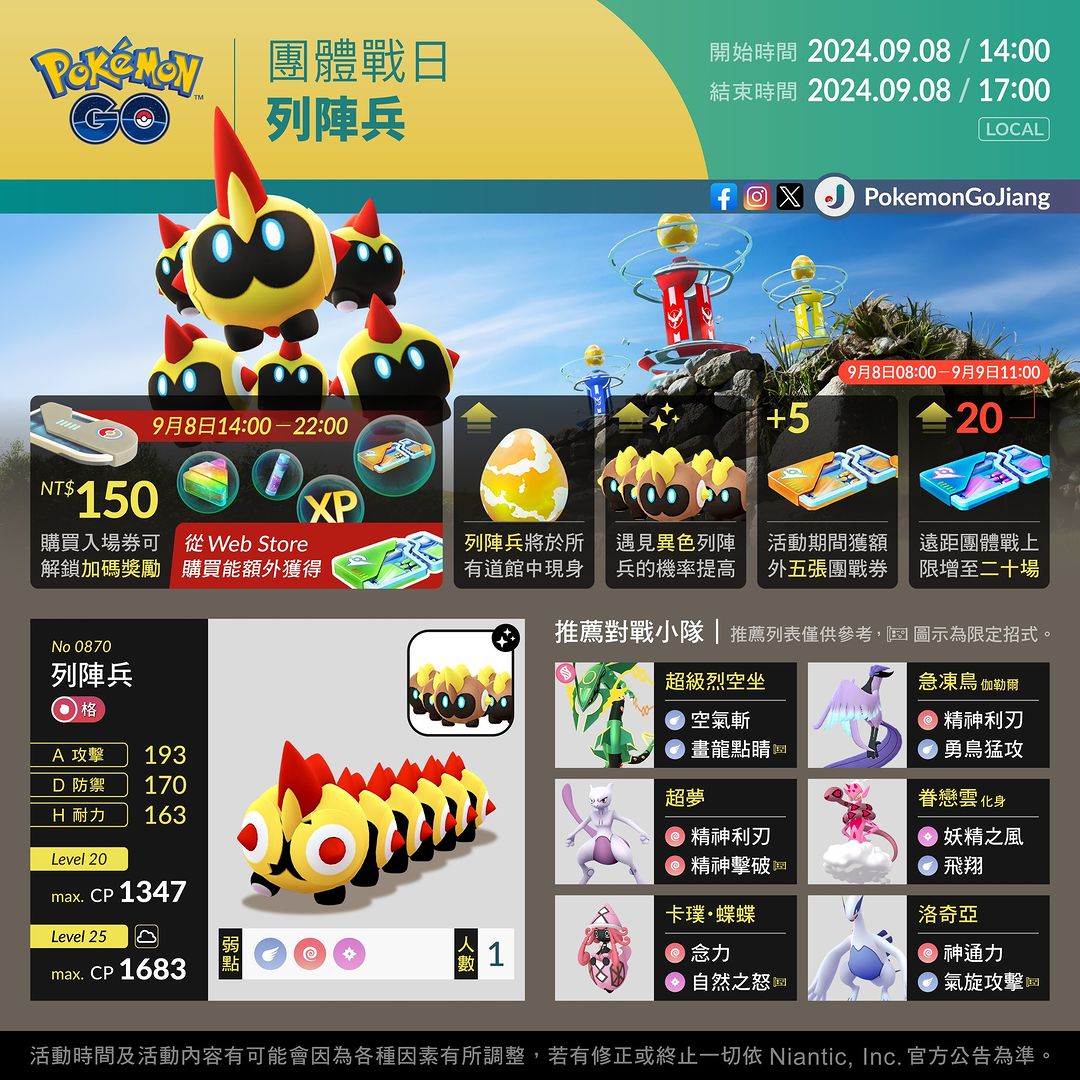 Pokémon GO
TM
團體戰日
列陣兵
開始時間 2024.09.08 / 14:00
結束時間 2024.09.08 / 17:00
LOCAL
PokemonGoJiang
9月8日08:00－9月9日11:00
9月8日14:00－22:00
NT$150
XP
購買入場券可
解鎖加碼獎勵
從 Web Store
購買能額外獲得
列陣兵將於所
有道館中現身
遇見異色列陣
兵的機率提高
+5
活動期間獲額
外五張團戰券
20
遠距團體戰上
限增至二十場
No 0870
列陣兵
格
A 攻擊 193
D 防禦 170
H 耐力 163
Level 20
max. CP 1347
Level 25
max. CP 1683
弱點
人數 1
推薦對戰小隊 | 推薦列表僅供參考，圖示為限定招式。
超級烈空坐
空氣斬
畫龍點睛
急凍鳥 伽勒爾
精神利刃
勇鳥猛攻
超夢
精神利刃
精神擊破
眷戀雲 化身
妖精之風
飛翔
卡璞·蝶蝶
念力
自然之怒
洛奇亞
神通力
氣旋攻擊
活動時間及活動內容有可能會因為各種因素有所調整，若有修正或終止一切依 Niantic, Inc. 官方公告為準。